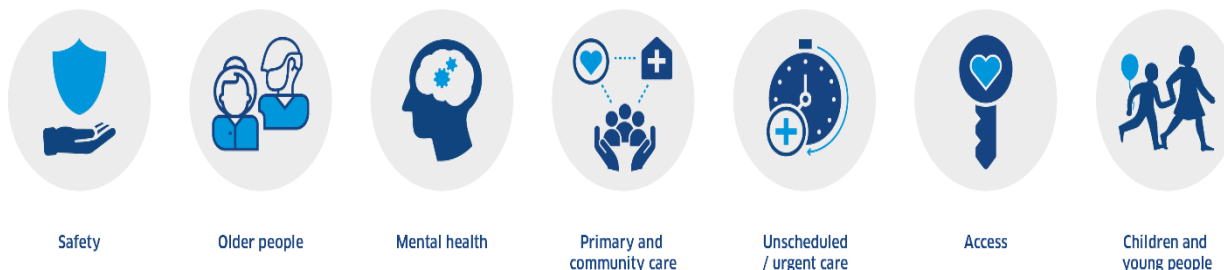 Safety
Older people
Mental health
Primary and
community care
Unscheduled
/ urgent care
Access
Children and
young people